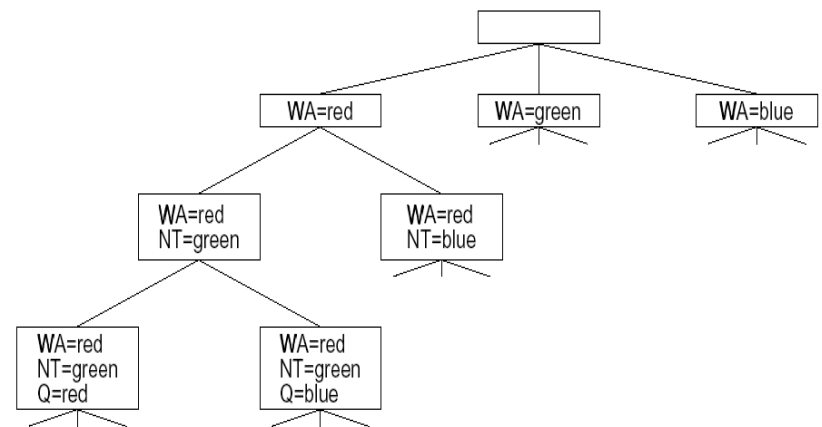 WA=red
WA=green
WA=blue
WA=red
NT=green
WA=red
NT=blue
WA=red
NT=green
Q=red
WA=red
NT=green
Q=blue